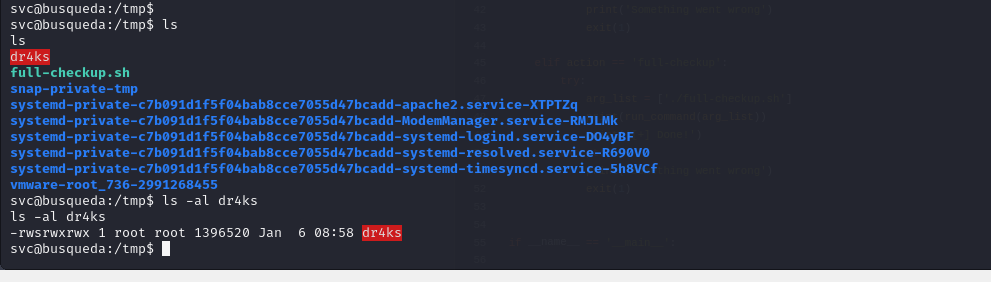 svc@busqueda:/tmp$
svc@busqueda:/tmp$ ls
ls
dr4ks
full-checkup.sh
snap-private-tmp
systemd-private-c7b091d1f5f04bab8cce7055d47bcadd-apache2.service-XTPTZq
systemd-private-c7b091d1f5f04bab8cce7055d47bcadd-ModemManager.service-RMJLMk
systemd-private-c7b091d1f5f04bab8cce7055d47bcadd-systemd-logind.service-DO4yBF
systemd-private-c7b091d1f5f04bab8cce7055d47bcadd-systemd-resolved.service-R690V0
systemd-private-c7b091d1f5f04bab8cce7055d47bcadd-systemd-timesyncd.service-5h8VCf
vmware-root_736-2991268455
svc@busqueda:/tmp$ ls -al dr4ks
ls -al dr4ks
-rwsrwxrwx 1 root root 1396520 Jan  6 08:58 dr4ks
svc@busqueda:/tmp$